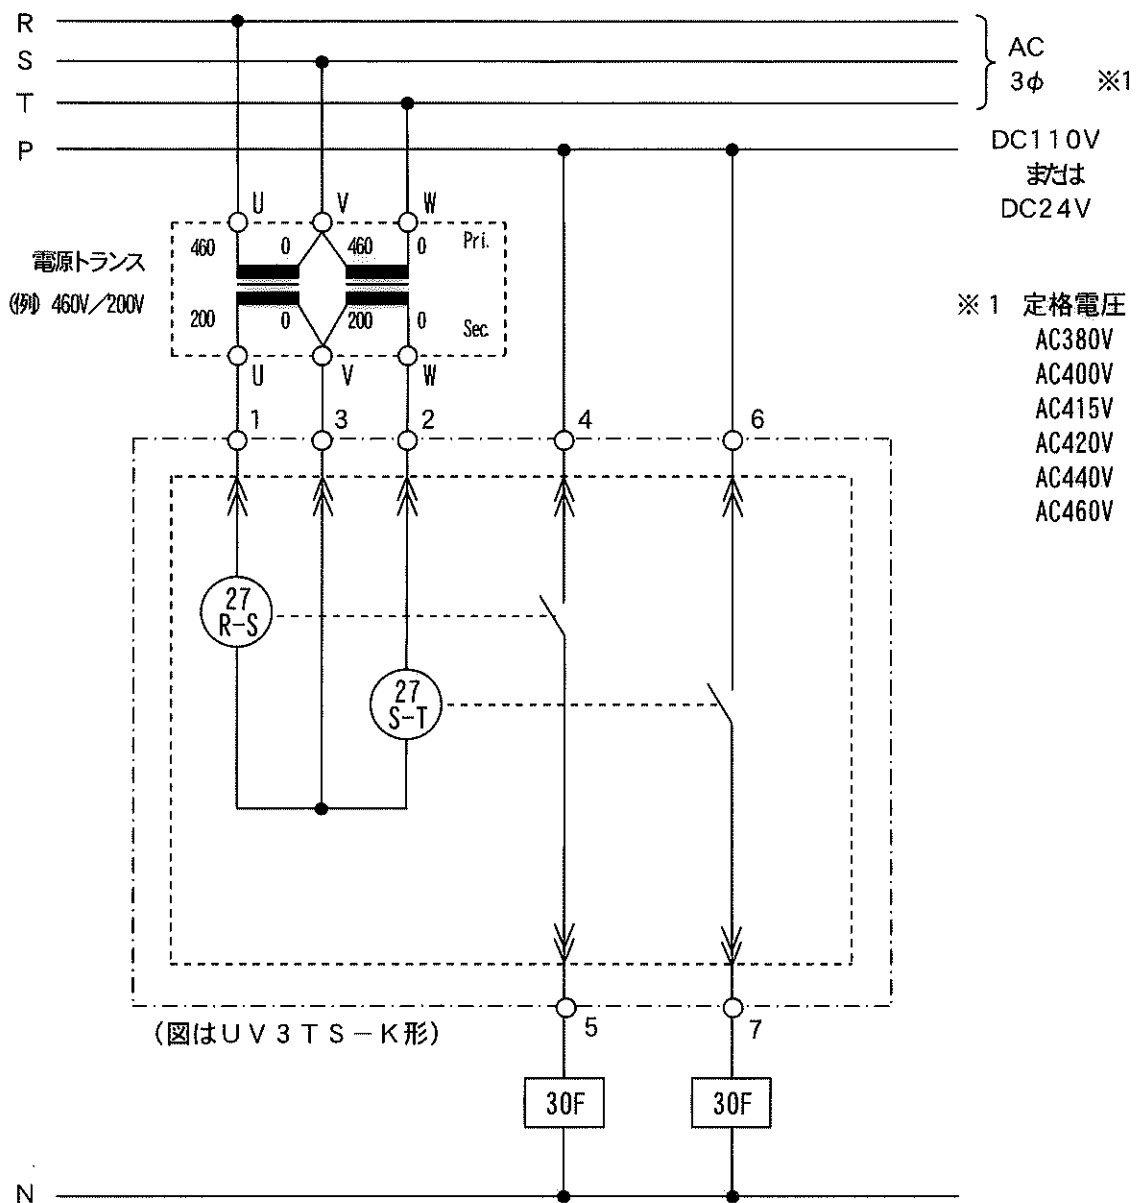 R
S
T
P
AC
3φ ※1
DC110V
または
DC24V
U V W
460 0 460 0 Pri.
電源トランス
(例) 460V/200V
200 0 200 0 Sec.
U V W
※1 定格電圧
AC380V
AC400V
AC415V
AC420V
AC440V
AC460V
1 3 2 4 6
27
R-S
27
S-T
(図はUV3TS-K形)
5 7
30F 30F
N